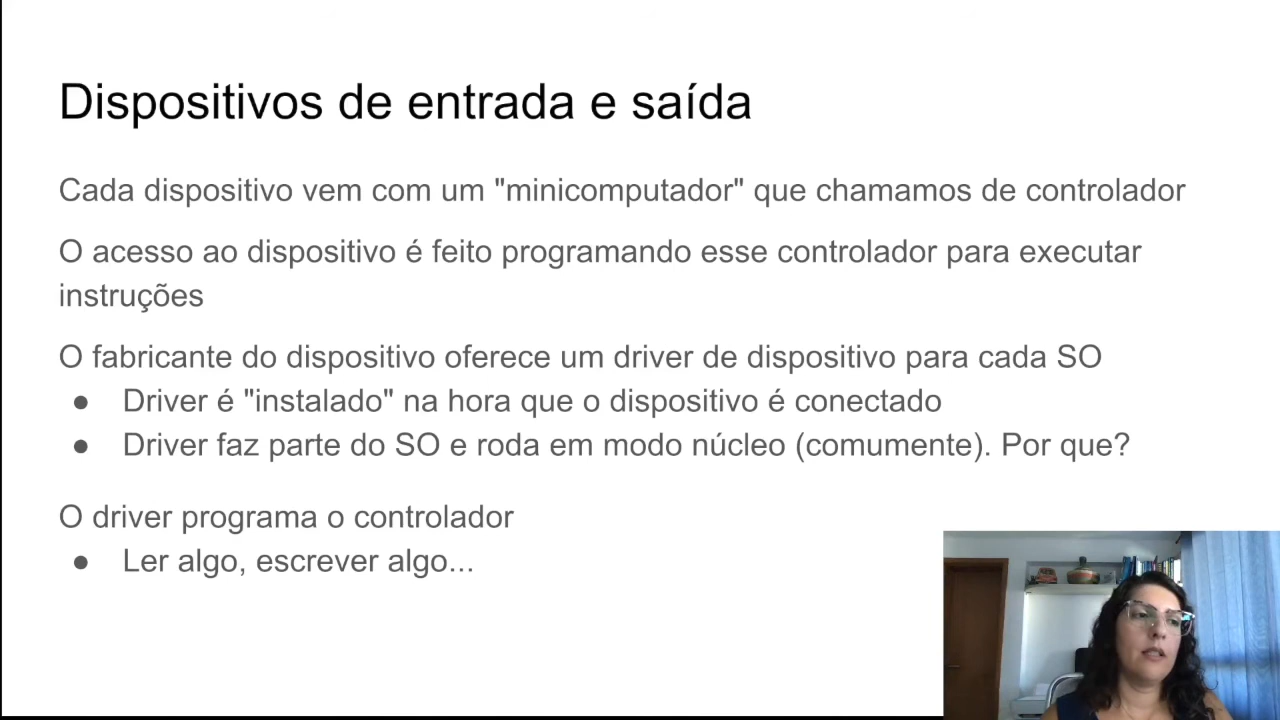 Dispositivos de entrada e saída
Cada dispositivo vem com um "minicomputador" que chamamos de controlador
O acesso ao dispositivo é feito programando esse controlador para executar
instruções
O fabricante do dispositivo oferece um driver de dispositivo para cada SO
● Driver é "instalado" na hora que o dispositivo é conectado
● Driver faz parte do SO e roda em modo núcleo (comumente). Por que?
O driver programa o controlador
● Ler algo, escrever algo...